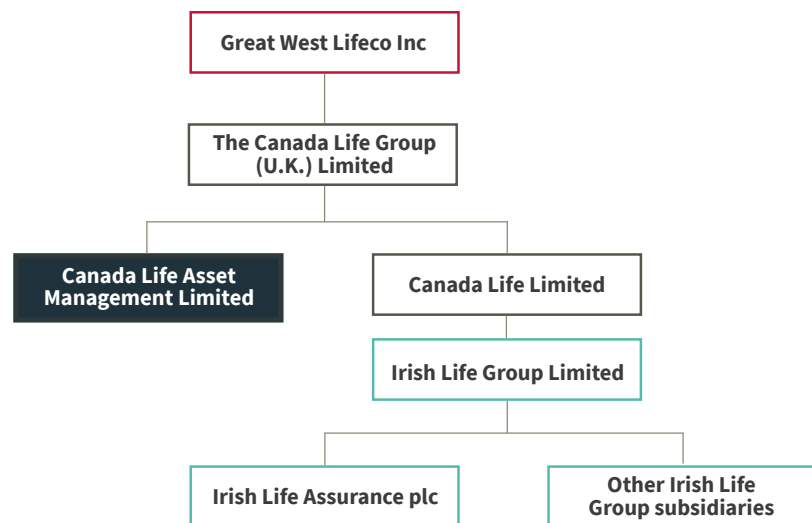 Great West Lifeco Inc
The Canada Life Group
(U.K.) Limited
Canada Life Asset
Management Limited
Canada Life Limited
Irish Life Group Limited
Irish Life Assurance plc
Other Irish Life
Group subsidiaries